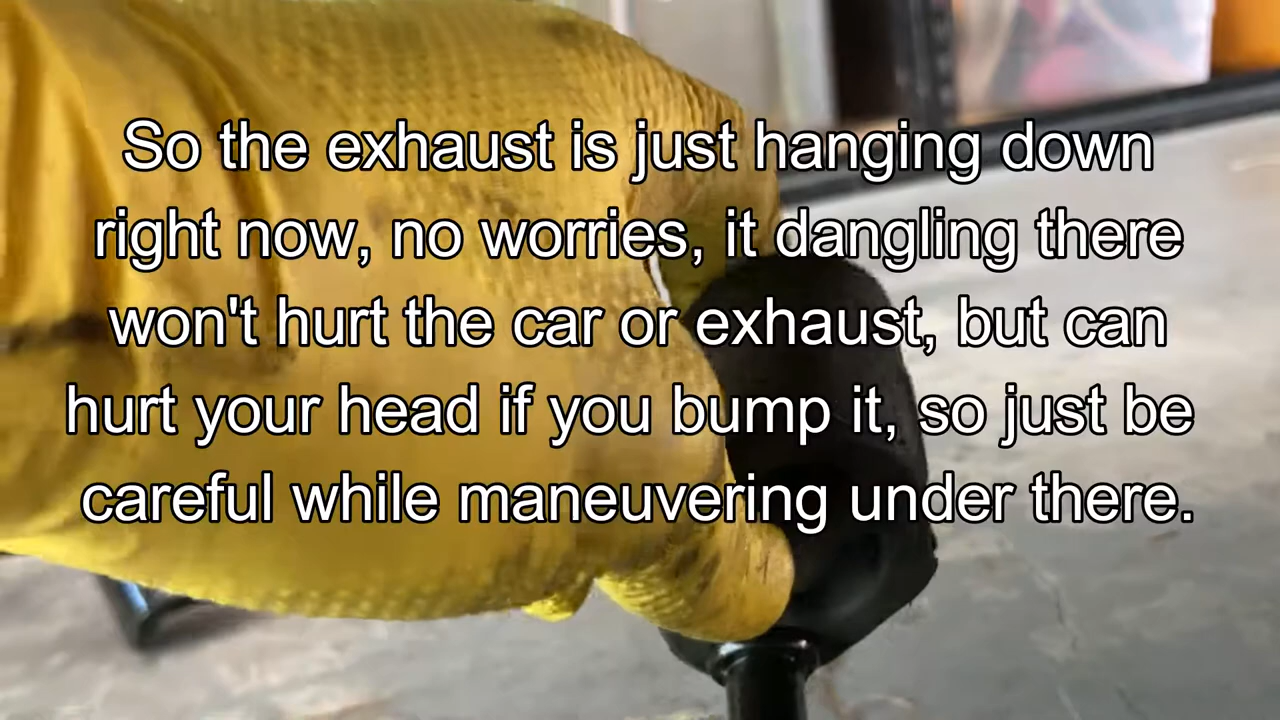 So the exhaust is just hanging down
right now, no worries, it dangling there
won't hurt the car or exhaust, but can
hurt your head if you bump it, so just be
careful while maneuvering under there.